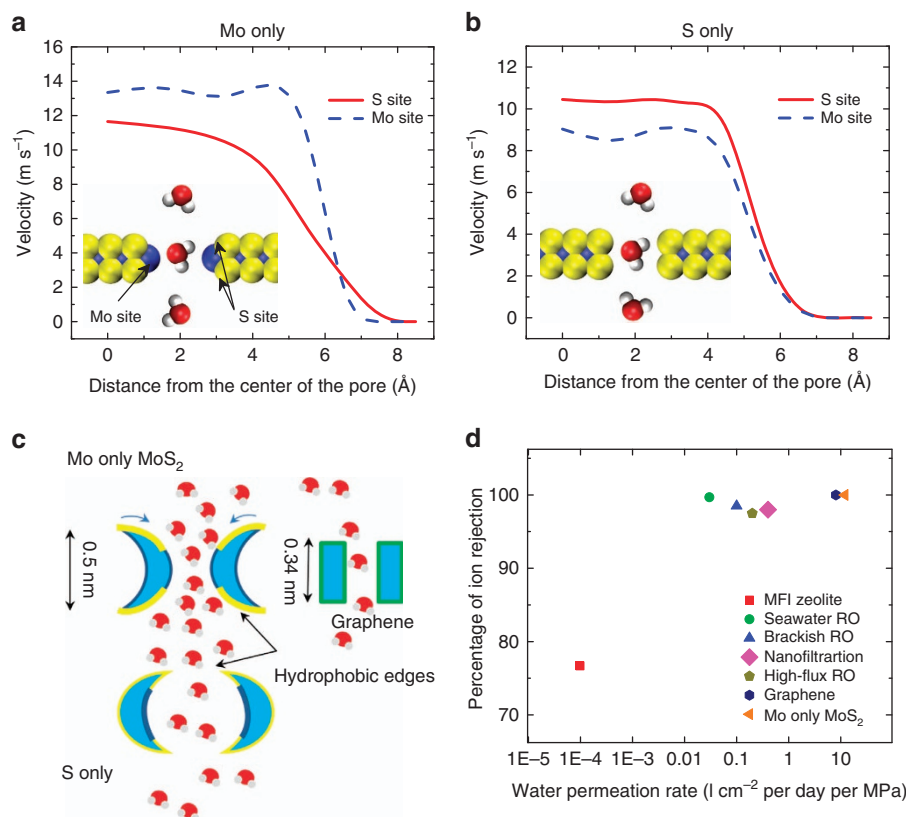 a
Mo only
16
14
12
10
8
6
4
2
0
Velocity (m s⁻¹)
S site
Mo site
Mo site
S site
0 2 4 6 8
Distance from the center of the pore (Å)
b
S only
12
10
8
6
4
2
0
Velocity (m s⁻¹)
S site
Mo site
0 2 4 6 8
Distance from the center of the pore (Å)
c
Mo only MoS₂
0.5 nm
0.34 nm
Graphene
Hydrophobic edges
S only
d
100
90
80
70
Percentage of ion rejection
MFI zeolite
Seawater RO
Brackish RO
Nanofiltrartion
High-flux RO
Graphene
Mo only MoS₂
1E−5 1E−4 1E−3 0.01 0.1 1 10
Water permeation rate (l cm⁻² per day per MPa)